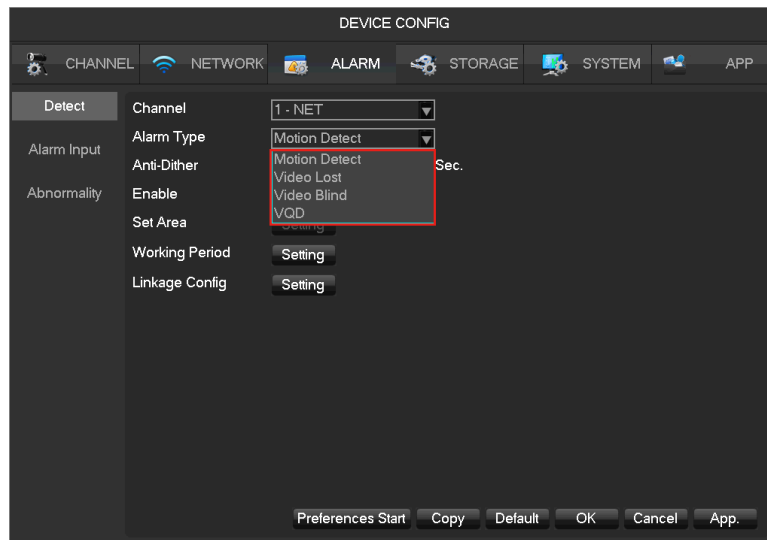 DEVICE CONFIG
CHANNEL NETWORK ALARM STORAGE SYSTEM APP
Detect
Alarm Input
Abnormality
Channel 1 - NET
Alarm Type Motion Detect
Motion Detect
Video Lost
Video Blind
VQD
Anti-Dither Sec.
Enable
Set Area Setting
Working Period Setting
Linkage Config Setting
Preferences Start Copy Default OK Cancel App.